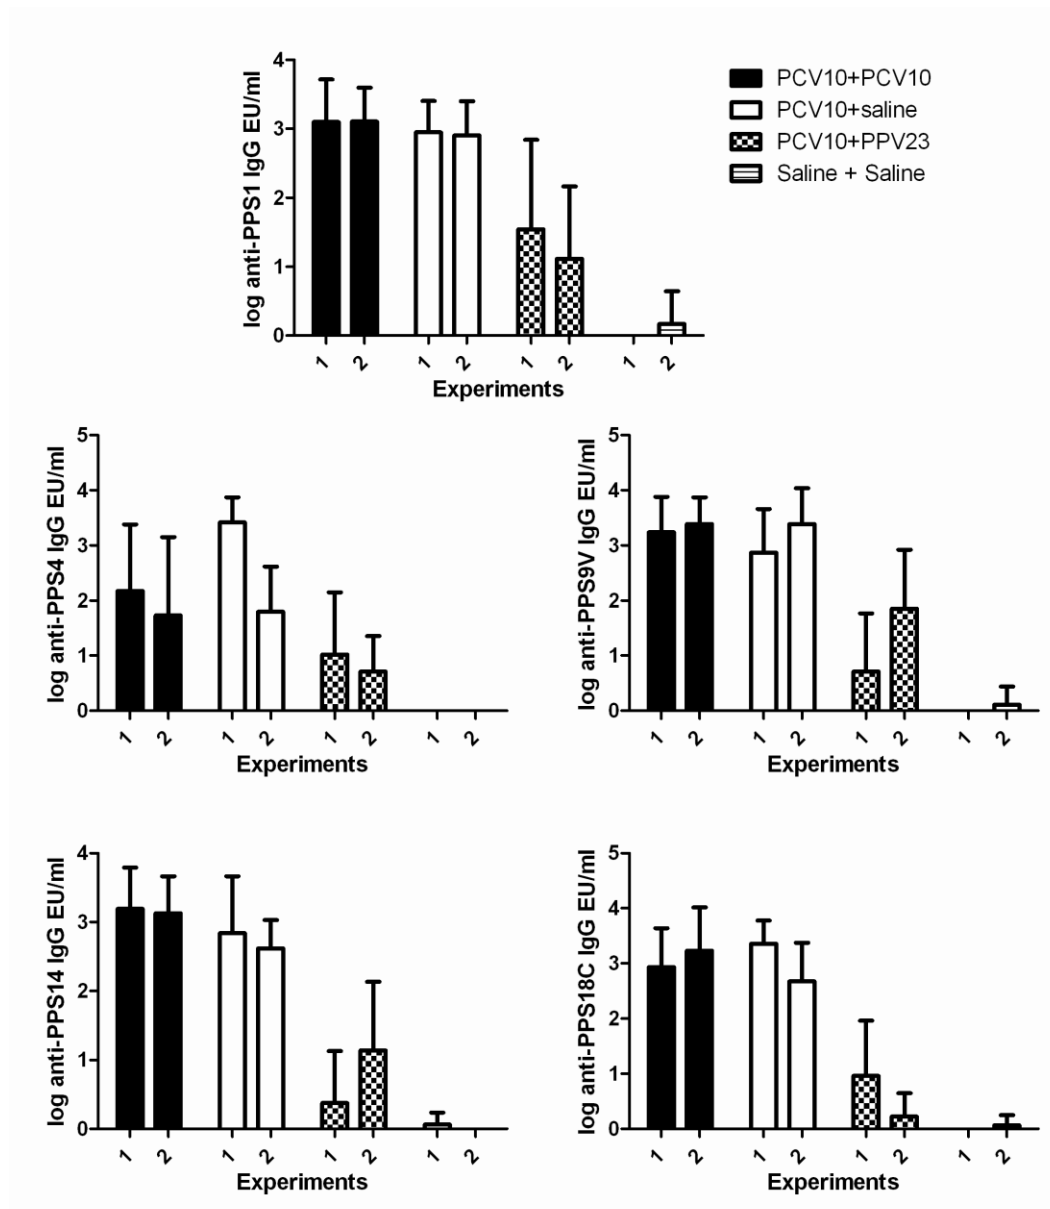 log anti-PPS1 IgG EU/ml
4
3
2
1
0
1 2 1 2 1 2 1 2
Experiments
PCV10+PCV10
PCV10+saline
PCV10+PPV23
Saline + Saline
log anti-PPS4 IgG EU/ml
5
4
3
2
1
0
1 2 1 2 1 2 1 2
Experiments
log anti-PPS9V IgG EU/ml
5
4
3
2
1
0
1 2 1 2 1 2 1 2
Experiments
log anti-PPS14 IgG EU/ml
4
3
2
1
0
1 2 1 2 1 2 1 2
Experiments
log anti-PPS18C IgG EU/ml
5
4
3
2
1
0
1 2 1 2 1 2 1 2
Experiments